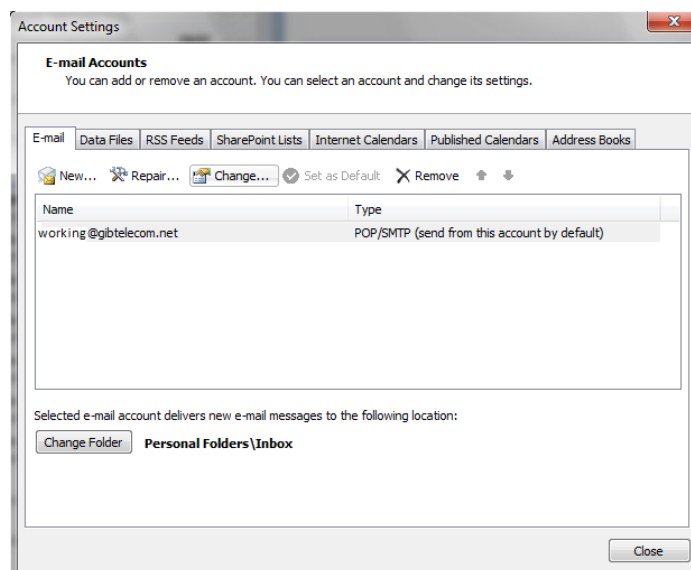 Account Settings
E-mail Accounts
You can add or remove an account. You can select an account and change its settings.
E-mail Data Files RSS Feeds SharePoint Lists Internet Calendars Published Calendars Address Books
New... Repair... Change... Set as Default Remove
Name Type
working@gibtelecom.net POP/SMTP (send from this account by default)
Selected e-mail account delivers new e-mail messages to the following location:
Change Folder Personal Folders\Inbox
Close